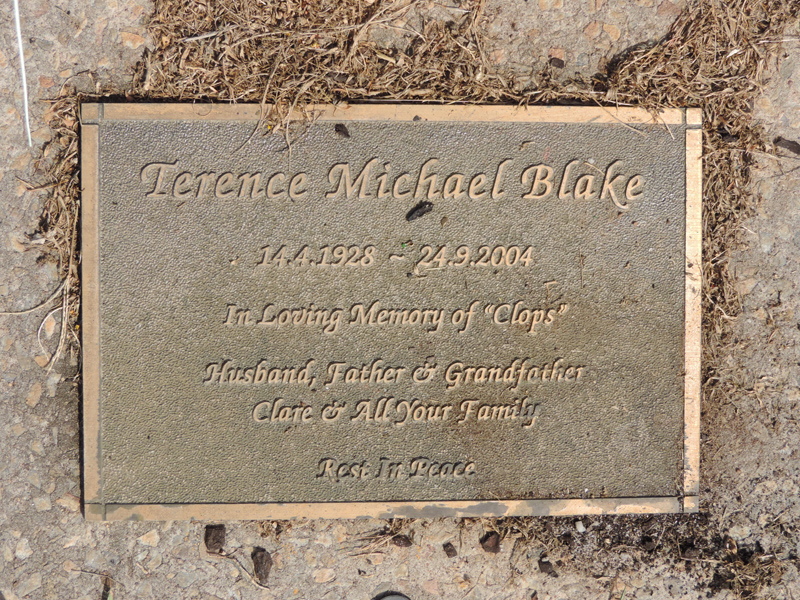 Terence Michael Blake
14.4.1928 ~ 24.9.2004
In Loving Memory of "Clops"
Husband, Father & Grandfather
Clare & All Your Family
Rest In Peace